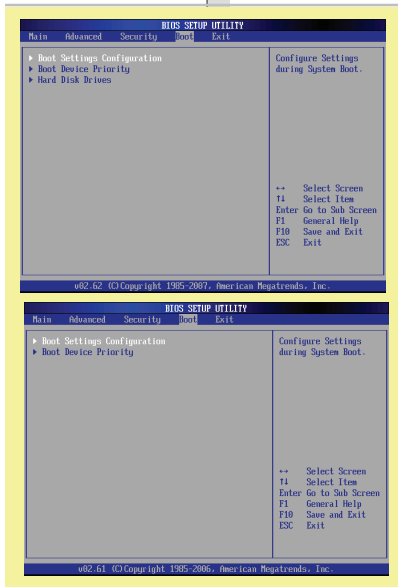 BIOS SETUP UTILITY
Main Advanced Security Boot Exit
Boot Settings Configuration
Boot Device Priority
Hard Disk Drives
Configure Settings
during System Boot.
↔ Select Screen
↑↓ Select Item
Enter Go to Sub Screen
F1 General Help
F10 Save and Exit
ESC Exit
v02.62 (C)Copyright 1985-2007, American Megatrends, Inc.
BIOS SETUP UTILITY
Main Advanced Security Boot Exit
Boot Settings Configuration
Boot Device Priority
Configure Settings
during System Boot.
↔ Select Screen
↑↓ Select Item
Enter Go to Sub Screen
F1 General Help
F10 Save and Exit
ESC Exit
v02.61 (C)Copyright 1985-2006, American Megatrends, Inc.